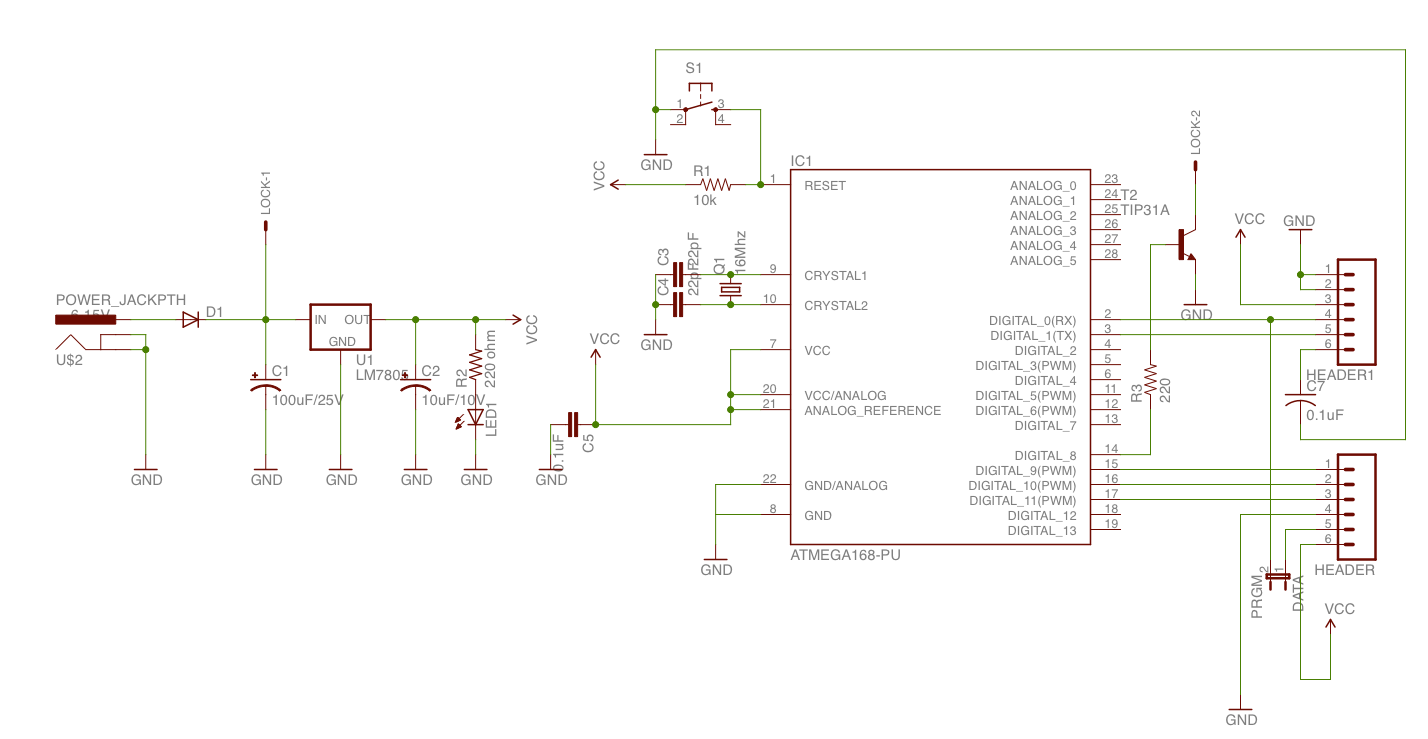 POWER_JACKPTH
6-15V
U$2
GND
D1
LOCK-1
C1
100uF/25V
GND
IN
OUT
GND
U1
LM7805
GND
C2
10uF/10V
GND
R2
220 ohm
LED1
GND
VCC
S1
1
2
3
4
GND
VCC
R1
10k
C3
22pF
C4
22pF
Q1
16Mhz
GND
VCC
C5
0.1uF
GND
GND
IC1
1 RESET
9 CRYSTAL1
10 CRYSTAL2
7 VCC
20 VCC/ANALOG
21 ANALOG_REFERENCE
22 GND/ANALOG
8 GND
ANALOG_0 23
ANALOG_1 24
ANALOG_2 25
ANALOG_3 26
ANALOG_4 27
ANALOG_5 28
DIGITAL_0(RX) 2
DIGITAL_1(TX) 3
DIGITAL_2 4
DIGITAL_3(PWM) 5
DIGITAL_4 6
DIGITAL_5(PWM) 11
DIGITAL_6(PWM) 12
DIGITAL_7 13
DIGITAL_8 14
DIGITAL_9(PWM) 15
DIGITAL_10(PWM) 16
DIGITAL_11(PWM) 17
DIGITAL_12 18
DIGITAL_13 19
ATMEGA168-PU
T2
TIP31A
LOCK-2
GND
R3
220
VCC
GND
1
2
3
4
5
6
HEADER1
C7
0.1uF
1
2
3
4
5
6
HEADER
PRGM
2
1
DATA
VCC
GND